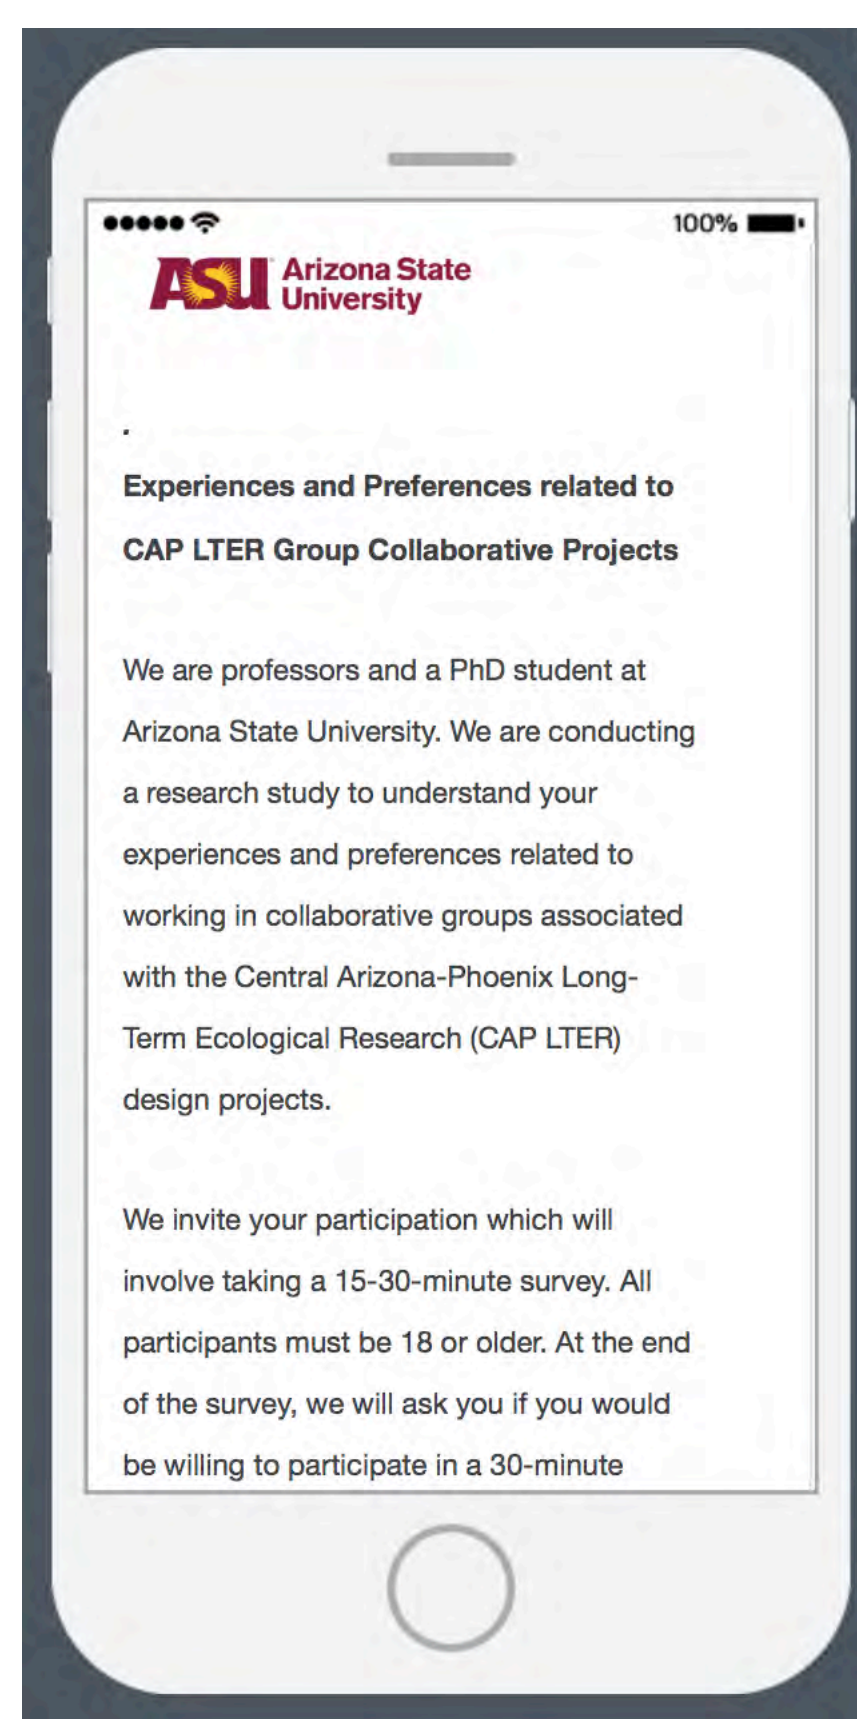 100%
ASU Arizona State
University
.
Experiences and Preferences related to
CAP LTER Group Collaborative Projects
We are professors and a PhD student at
Arizona State University. We are conducting
a research study to understand your
experiences and preferences related to
working in collaborative groups associated
with the Central Arizona-Phoenix Long-
Term Ecological Research (CAP LTER)
design projects.
We invite your participation which will
involve taking a 15-30-minute survey. All
participants must be 18 or older. At the end
of the survey, we will ask you if you would
be willing to participate in a 30-minute